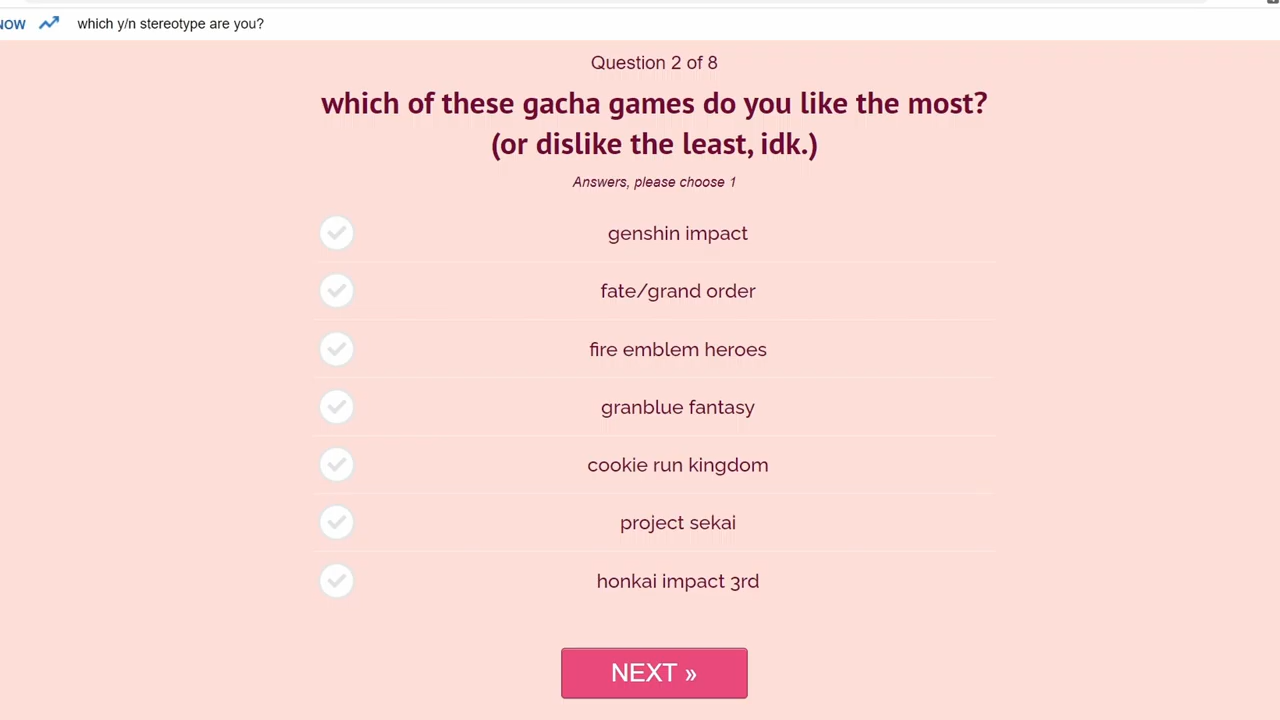 NOW which y/n stereotype are you?
Question 2 of 8
which of these gacha games do you like the most?
(or dislike the least, idk.)
Answers, please choose 1
genshin impact
fate/grand order
fire emblem heroes
granblue fantasy
cookie run kingdom
project sekai
honkai impact 3rd
NEXT »